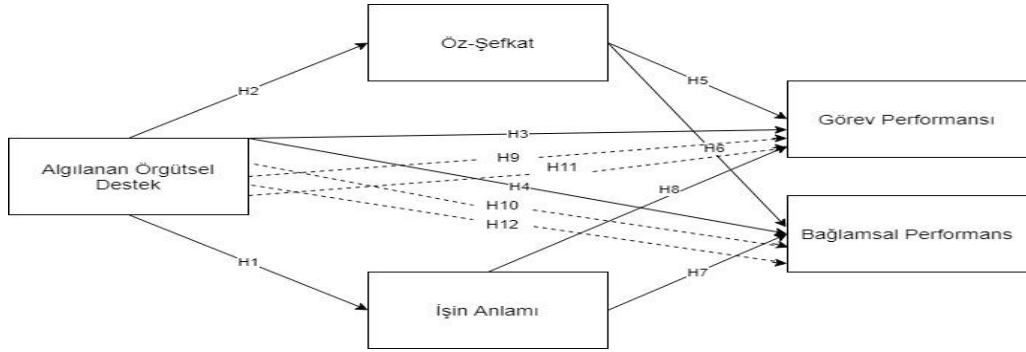 Öz-Şefkat
H2
H5
Görev Performansı
H3
H6
H9
H11
Algılanan Örgütsel
Destek
H4
H8
H10
H12
Bağlamsal Performans
H1
H7
İşin Anlamı